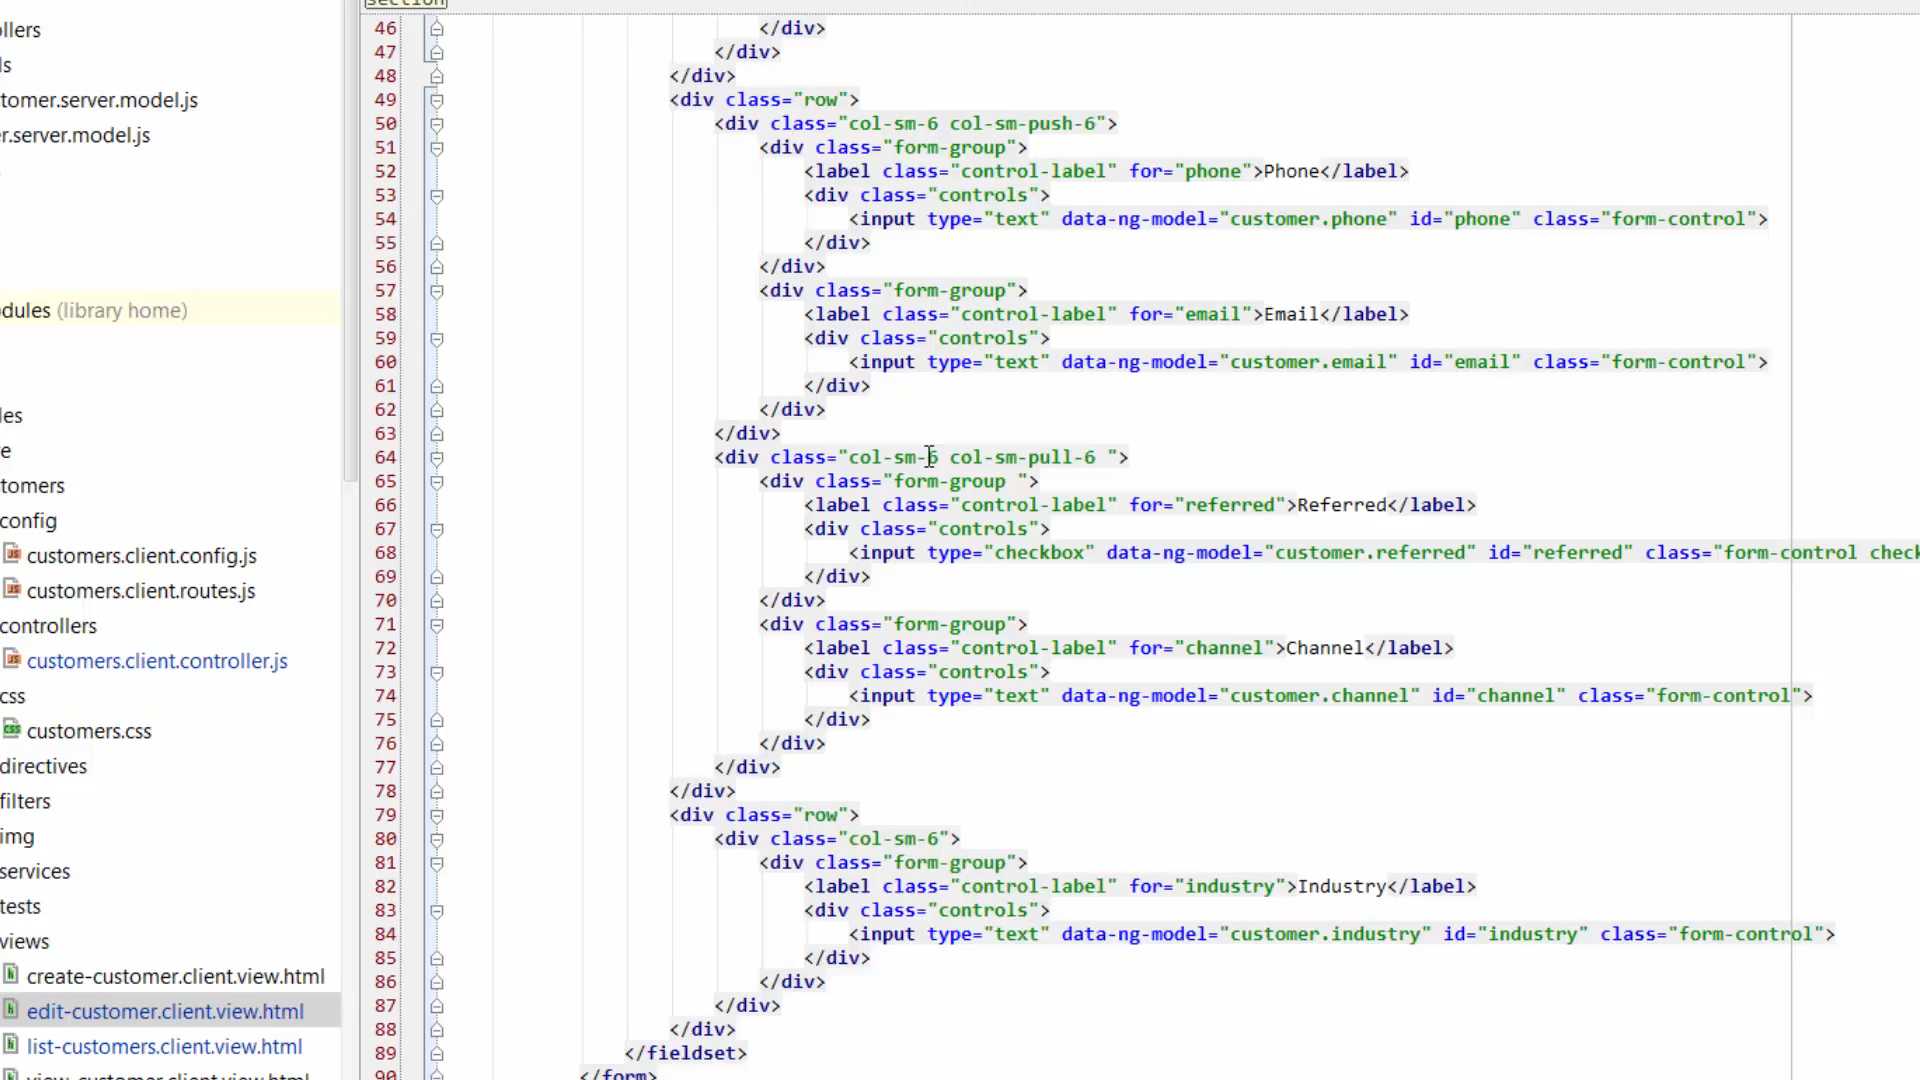 section
llers
ls
tomer.server.model.js
r.server.model.js
dules (library home)
les
e
tomers
config
customers.client.config.js
customers.client.routes.js
controllers
customers.client.controller.js
css
customers.css
directives
filters
img
services
tests
views
create-customer.client.view.html
edit-customer.client.view.html
list-customers.client.view.html
view-customer.client.view.html
46 </div>
47 </div>
48 </div>
49 <div class="row">
50 <div class="col-sm-6 col-sm-push-6">
51 <div class="form-group">
52 <label class="control-label" for="phone">Phone</label>
53 <div class="controls">
54 <input type="text" data-ng-model="customer.phone" id="phone" class="form-control">
55 </div>
56 </div>
57 <div class="form-group">
58 <label class="control-label" for="email">Email</label>
59 <div class="controls">
60 <input type="text" data-ng-model="customer.email" id="email" class="form-control">
61 </div>
62 </div>
63 </div>
64 <div class="col-sm-6 col-sm-pull-6 ">
65 <div class="form-group ">
66 <label class="control-label" for="referred">Referred</label>
67 <div class="controls">
68 <input type="checkbox" data-ng-model="customer.referred" id="referred" class="form-control check
69 </div>
70 </div>
71 <div class="form-group">
72 <label class="control-label" for="channel">Channel</label>
73 <div class="controls">
74 <input type="text" data-ng-model="customer.channel" id="channel" class="form-control">
75 </div>
76 </div>
77 </div>
78 </div>
79 <div class="row">
80 <div class="col-sm-6">
81 <div class="form-group">
82 <label class="control-label" for="industry">Industry</label>
83 <div class="controls">
84 <input type="text" data-ng-model="customer.industry" id="industry" class="form-control">
85 </div>
86 </div>
87 </div>
88 </div>
89 </fieldset>
90 </form>